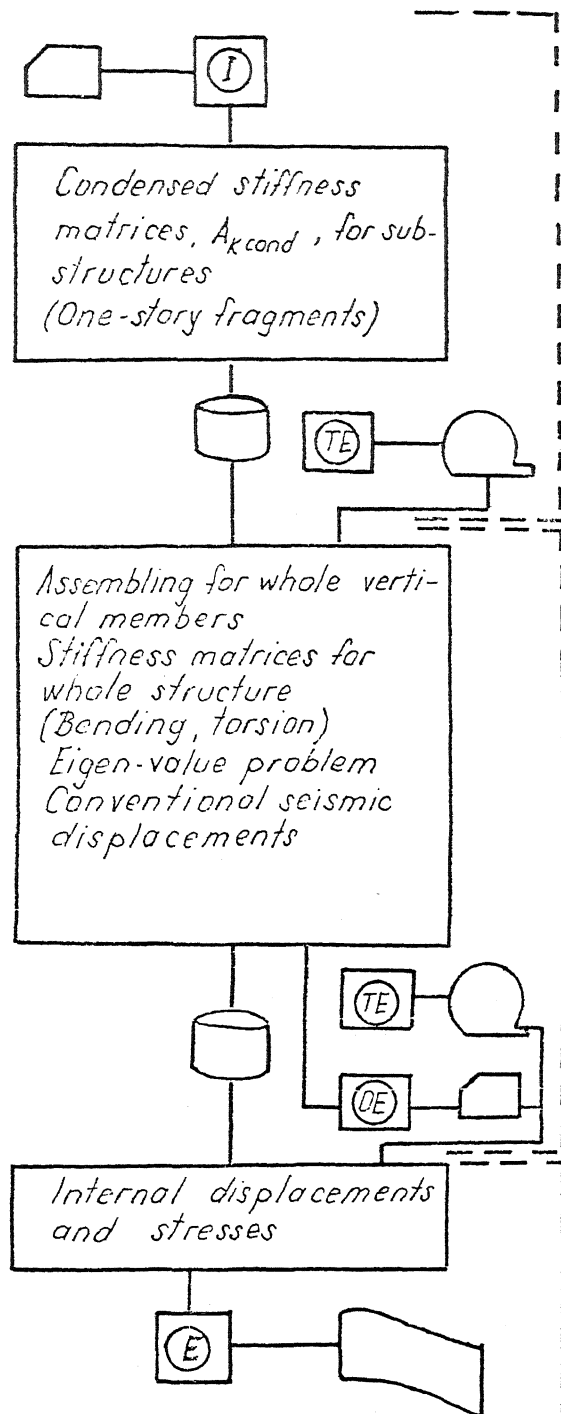 I
Condensed stiffness
matrices, A_K cond, for sub-
structures
(One-story fragments)
TE
Assembling for whole verti-
cal members
Stiffness matrices for
whole structure
(Bending, torsion)
Eigen-value problem
Conventional seismic
displacements
TE
DE
Internal displacements
and stresses
E